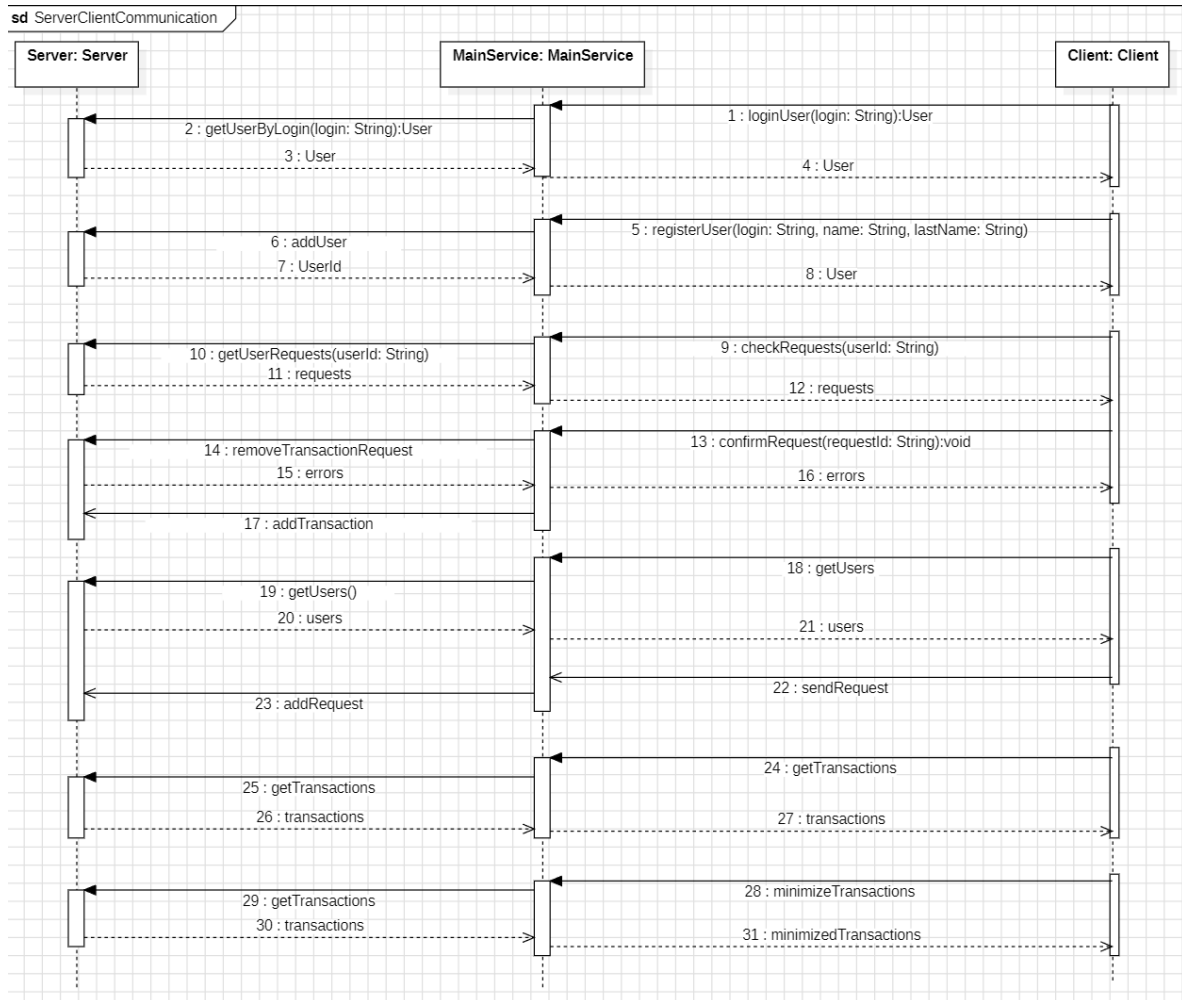 sd ServerClientCommunication
Server: Server
MainService: MainService
Client: Client
1 : loginUser(login: String):User
2 : getUserByLogin(login: String):User
3 : User
4 : User
5 : registerUser(login: String, name: String, lastName: String)
6 : addUser
7 : UserId
8 : User
9 : checkRequests(userId: String)
10 : getUserRequests(userId: String)
11 : requests
12 : requests
13 : confirmRequest(requestId: String):void
14 : removeTransactionRequest
15 : errors
16 : errors
17 : addTransaction
18 : getUsers
19 : getUsers()
20 : users
21 : users
22 : sendRequest
23 : addRequest
24 : getTransactions
25 : getTransactions
26 : transactions
27 : transactions
28 : minimizeTransactions
29 : getTransactions
30 : transactions
31 : minimizedTransactions